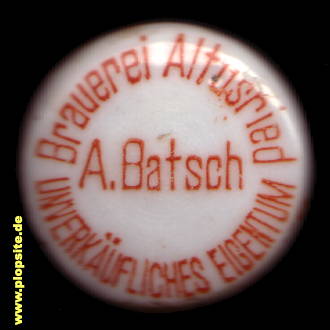 Brauerei Altusried
A. Batsch
UNVERKÄUFLICHES EIGENTUM
www.plopsite.de